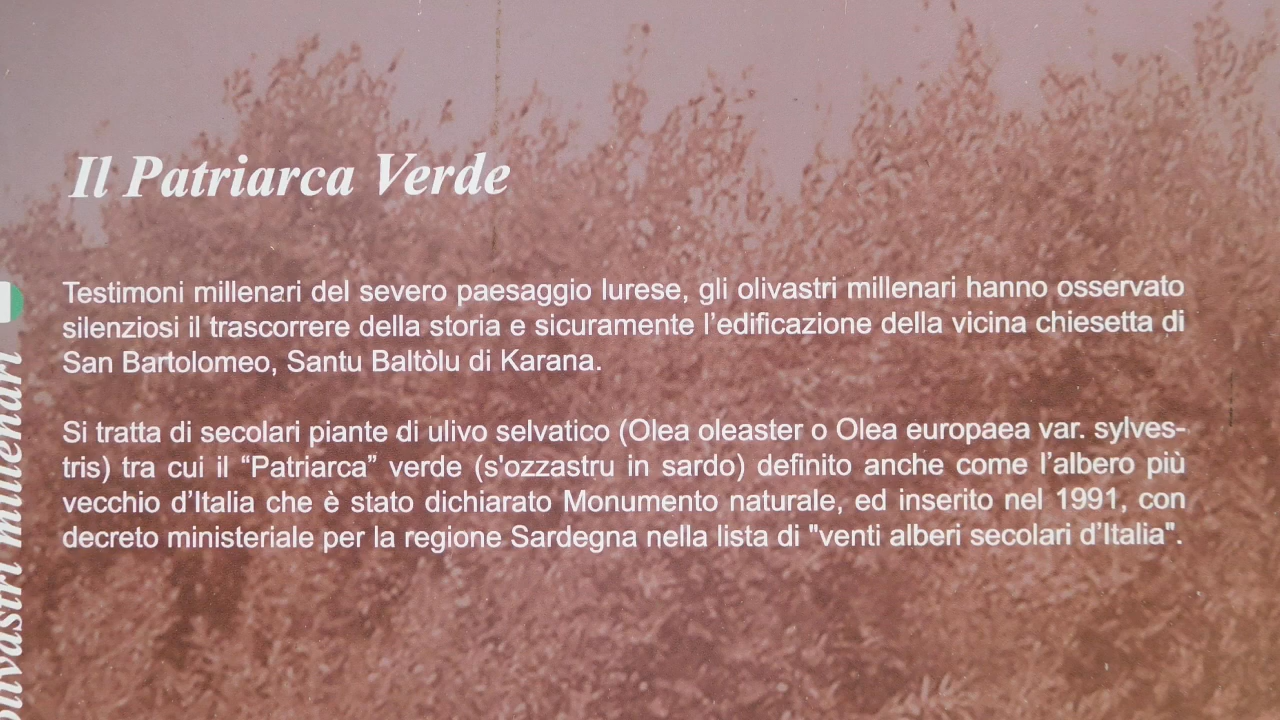 Il Patriarca Verde
Testimoni millenari del severo paesaggio lurese, gli olivastri millenari hanno osservato
silenziosi il trascorrere della storia e sicuramente l’edificazione della vicina chiesetta di
San Bartolomeo, Santu Baltòlu di Karana.
Si tratta di secolari piante di ulivo selvatico (Olea oleaster o Olea europaea var. sylves-
tris) tra cui il “Patriarca” verde (s'ozzastru in sardo) definito anche come l’albero più
vecchio d’Italia che è stato dichiarato Monumento naturale, ed inserito nel 1991, con
decreto ministeriale per la regione Sardegna nella lista di "venti alberi secolari d’Italia".
olivastri millenari